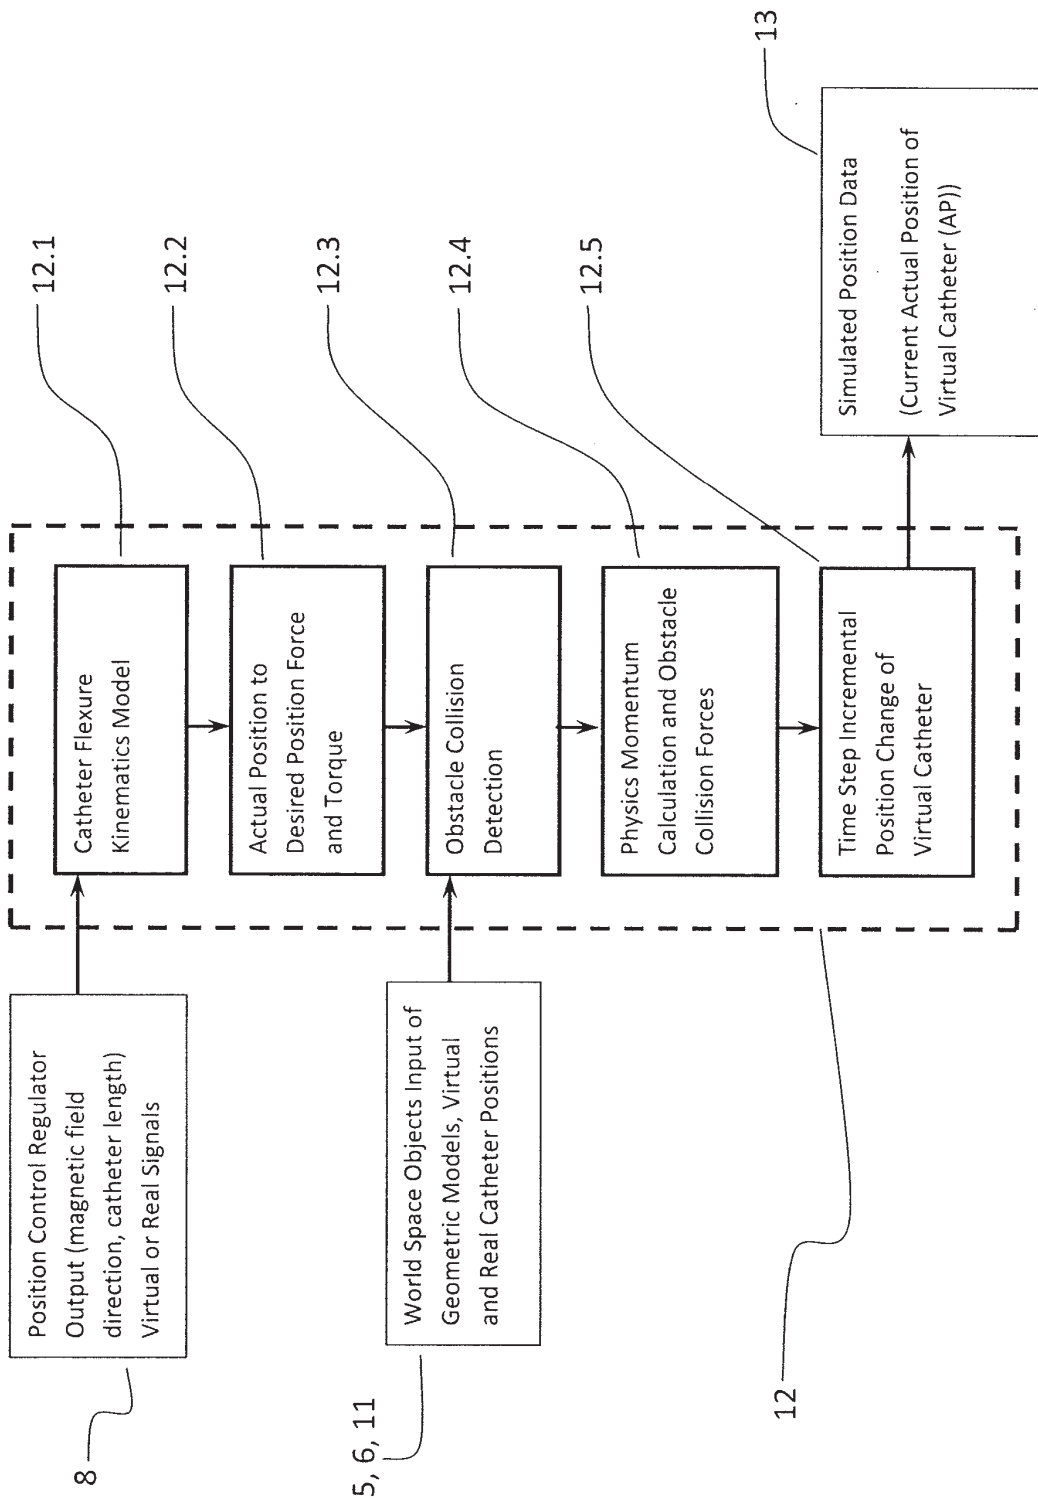 8
Position Control Regulator
Output (magnetic field
direction, catheter length)
Virtual or Real Signals
5, 6, 11
World Space Objects Input of
Geometric Models, Virtual
and Real Catheter Positions
12
Catheter Flexure
Kinematics Model
12.1
Actual Position to
Desired Position Force
and Torque
12.2
Obstacle Collision
Detection
12.3
Physics Momentum
Calculation and Obstacle
Collision Forces
12.4
Time Step Incremental
Position Change of
Virtual Catheter
12.5
Simulated Position Data
(Current Actual Position of
Virtual Catheter (AP))
13